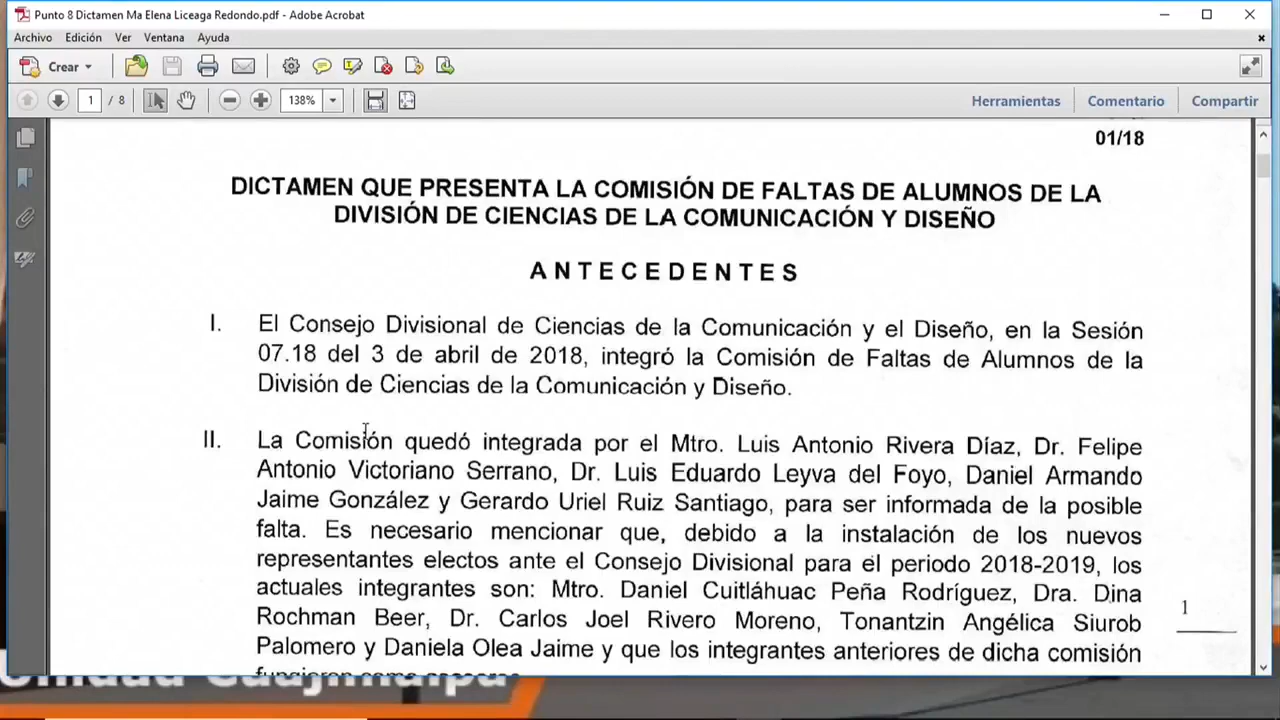 Punto 8 Dictamen Ma Elena Liceaga Redondo.pdf - Adobe Acrobat
Archivo Edición Ver Ventana Ayuda
Crear
1 / 8 138% Herramientas Comentario Compartir
01/18
DICTAMEN QUE PRESENTA LA COMISIÓN DE FALTAS DE ALUMNOS DE LA
DIVISIÓN DE CIENCIAS DE LA COMUNICACIÓN Y DISEÑO
A N T E C E D E N T E S
I. El Consejo Divisional de Ciencias de la Comunicación y el Diseño, en la Sesión
07.18 del 3 de abril de 2018, integró la Comisión de Faltas de Alumnos de la
División de Ciencias de la Comunicación y Diseño.
II. La Comisión quedó integrada por el Mtro. Luis Antonio Rivera Díaz, Dr. Felipe
Antonio Victoriano Serrano, Dr. Luis Eduardo Leyva del Foyo, Daniel Armando
Jaime González y Gerardo Uriel Ruiz Santiago, para ser informada de la posible
falta. Es necesario mencionar que, debido a la instalación de los nuevos
representantes electos ante el Consejo Divisional para el periodo 2018-2019, los
actuales integrantes son: Mtro. Daniel Cuitláhuac Peña Rodríguez, Dra. Dina
Rochman Beer, Dr. Carlos Joel Rivero Moreno, Tonantzin Angélica Siurob
Palomero y Daniela Olea Jaime y que los integrantes anteriores de dicha comisión
1
Unidad Cuajimalpa